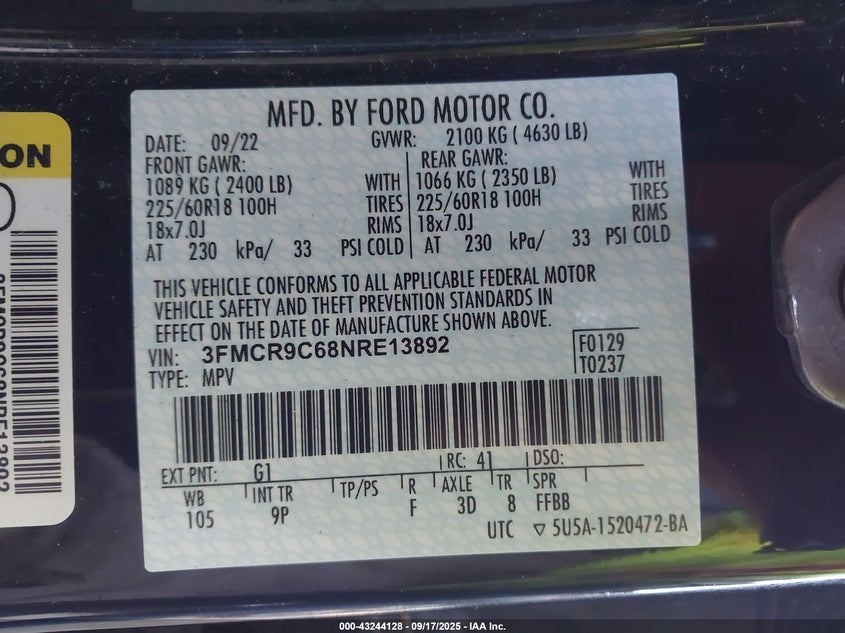 ON
MFD. BY FORD MOTOR CO.
DATE: 09/22 GVWR: 2100 KG ( 4630 LB)
FRONT GAWR: REAR GAWR:
1089 KG ( 2400 LB) WITH 1066 KG ( 2350 LB) WITH
225/60R18 100H TIRES 225/60R18 100H TIRES
18x7.0J RIMS 18x7.0J RIMS
AT 230 kPa/ 33 PSI COLD AT 230 kPa/ 33 PSI COLD
THIS VEHICLE CONFORMS TO ALL APPLICABLE FEDERAL MOTOR
VEHICLE SAFETY AND THEFT PREVENTION STANDARDS IN
EFFECT ON THE DATE OF MANUFACTURE SHOWN ABOVE.
VIN: 3FMCR9C68NRE13892 F0129
TYPE: MPV T0237
EXT PNT: G1 RC: 41 DSO:
WB INT TR TP/PS R AXLE TR SPR
105 9P F 3D 8 FFBB
UTC ▽ 5U5A-1520472-BA
000-43244128 - 09/17/2025 - IAA Inc.